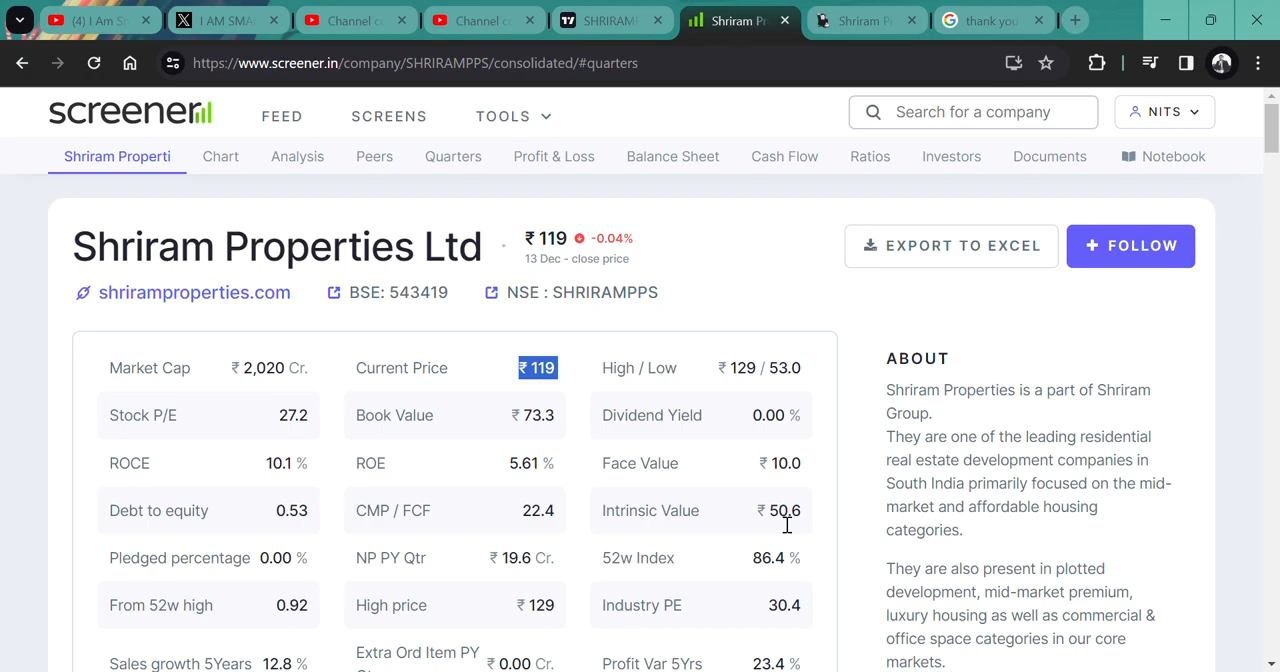 (4) I Am Sm
I AM SMA
Channel c
Channel c
SHRIRAMP
Shriram Pr
Shriram Pr
thank you
https://www.screener.in/company/SHRIRAMPPS/consolidated/#quarters
screener
FEED
SCREENS
TOOLS
Search for a company
NITS
Shriram Properti
Chart
Analysis
Peers
Quarters
Profit & Loss
Balance Sheet
Cash Flow
Ratios
Investors
Documents
Notebook
Shriram Properties Ltd
₹ 119 -0.04%
13 Dec - close price
EXPORT TO EXCEL
FOLLOW
shriramproperties.com
BSE: 543419
NSE : SHRIRAMPPS
Market Cap ₹ 2,020 Cr.
Current Price ₹ 119
High / Low ₹ 129 / 53.0
Stock P/E 27.2
Book Value ₹ 73.3
Dividend Yield 0.00 %
ROCE 10.1 %
ROE 5.61 %
Face Value ₹ 10.0
Debt to equity 0.53
CMP / FCF 22.4
Intrinsic Value ₹ 50.6
Pledged percentage 0.00 %
NP PY Qtr ₹ 19.6 Cr.
52w Index 86.4 %
From 52w high 0.92
High price ₹ 129
Industry PE 30.4
Sales growth 5Years 12.8 %
Extra Ord Item PY
₹ 0.00 Cr.
Profit Var 5Yrs 23.4 %
ABOUT
Shriram Properties is a part of Shriram
Group.
They are one of the leading residential
real estate development companies in
South India primarily focused on the mid-
market and affordable housing
categories.
They are also present in plotted
development, mid-market premium,
luxury housing as well as commercial &
office space categories in our core
markets.